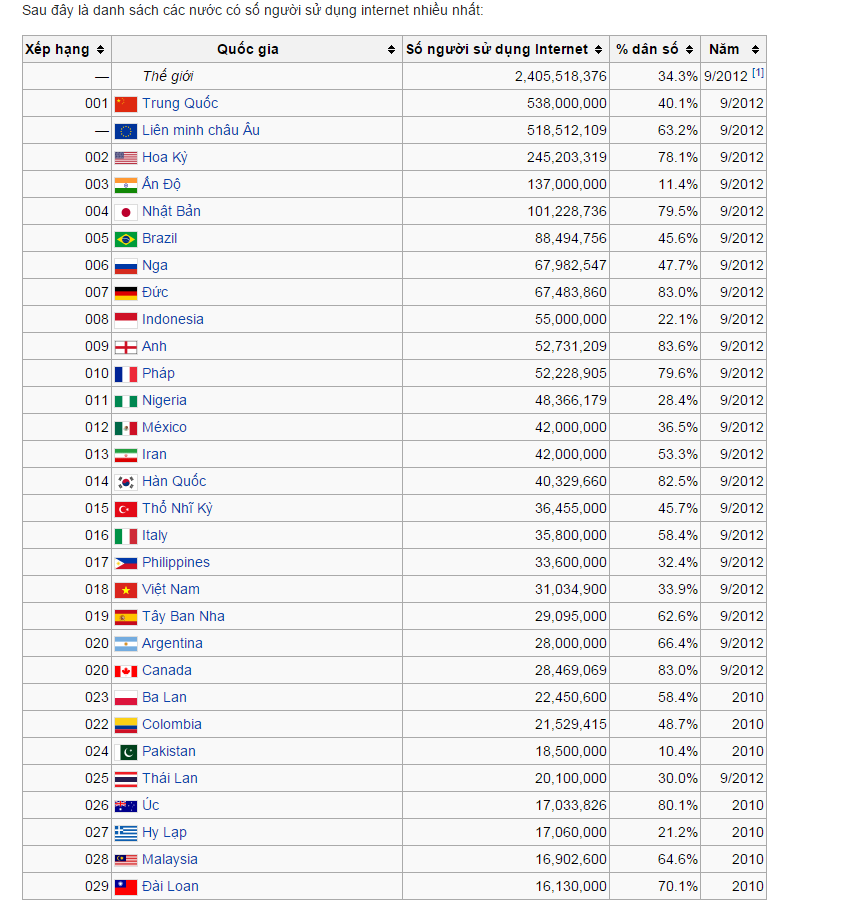 Sau đây là danh sách các nước có số người sử dụng internet nhiều nhất:
Xếp hạng Quốc gia Số người sử dụng Internet % dân số Năm
— Thế giới 2,405,518,376 34.3% 9/2012 [1]
001 Trung Quốc 538,000,000 40.1% 9/2012
— Liên minh châu Âu 518,512,109 63.2% 9/2012
002 Hoa Kỳ 245,203,319 78.1% 9/2012
003 Ấn Độ 137,000,000 11.4% 9/2012
004 Nhật Bản 101,228,736 79.5% 9/2012
005 Brazil 88,494,756 45.6% 9/2012
006 Nga 67,982,547 47.7% 9/2012
007 Đức 67,483,860 83.0% 9/2012
008 Indonesia 55,000,000 22.1% 9/2012
009 Anh 52,731,209 83.6% 9/2012
010 Pháp 52,228,905 79.6% 9/2012
011 Nigeria 48,366,179 28.4% 9/2012
012 México 42,000,000 36.5% 9/2012
013 Iran 42,000,000 53.3% 9/2012
014 Hàn Quốc 40,329,660 82.5% 9/2012
015 Thổ Nhĩ Kỳ 36,455,000 45.7% 9/2012
016 Italy 35,800,000 58.4% 9/2012
017 Philippines 33,600,000 32.4% 9/2012
018 Việt Nam 31,034,900 33.9% 9/2012
019 Tây Ban Nha 29,095,000 62.6% 9/2012
020 Argentina 28,000,000 66.4% 9/2012
020 Canada 28,469,069 83.0% 9/2012
023 Ba Lan 22,450,600 58.4% 2010
022 Colombia 21,529,415 48.7% 2010
024 Pakistan 18,500,000 10.4% 2010
025 Thái Lan 20,100,000 30.0% 9/2012
026 Úc 17,033,826 80.1% 2010
027 Hy Lạp 17,060,000 21.2% 2010
028 Malaysia 16,902,600 64.6% 2010
029 Đài Loan 16,130,000 70.1% 2010